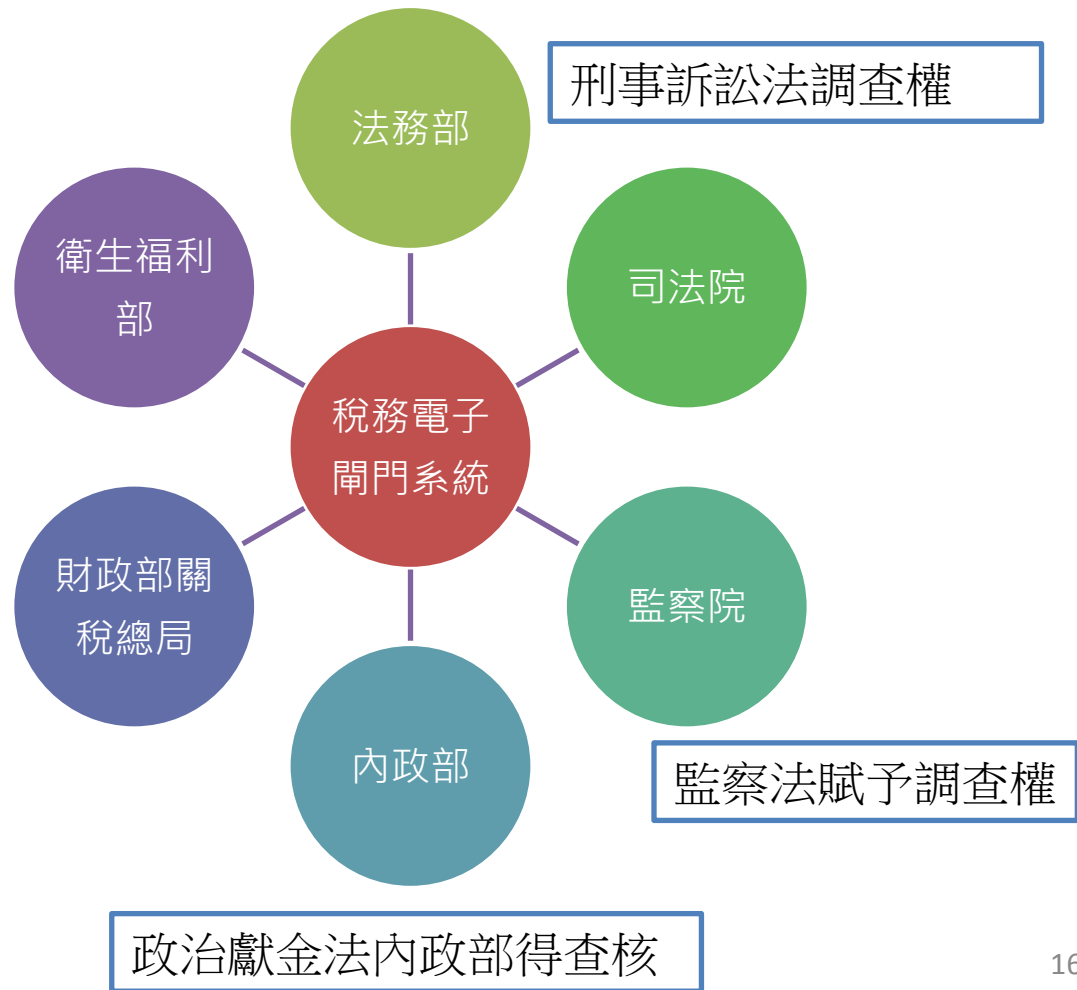 法務部
刑事訴訟法調查權
衛生福利
部
司法院
稅務電子
閘門系統
財政部關
稅總局
監察院
內政部
監察法賦予調查權
政治獻金法內政部得查核
16